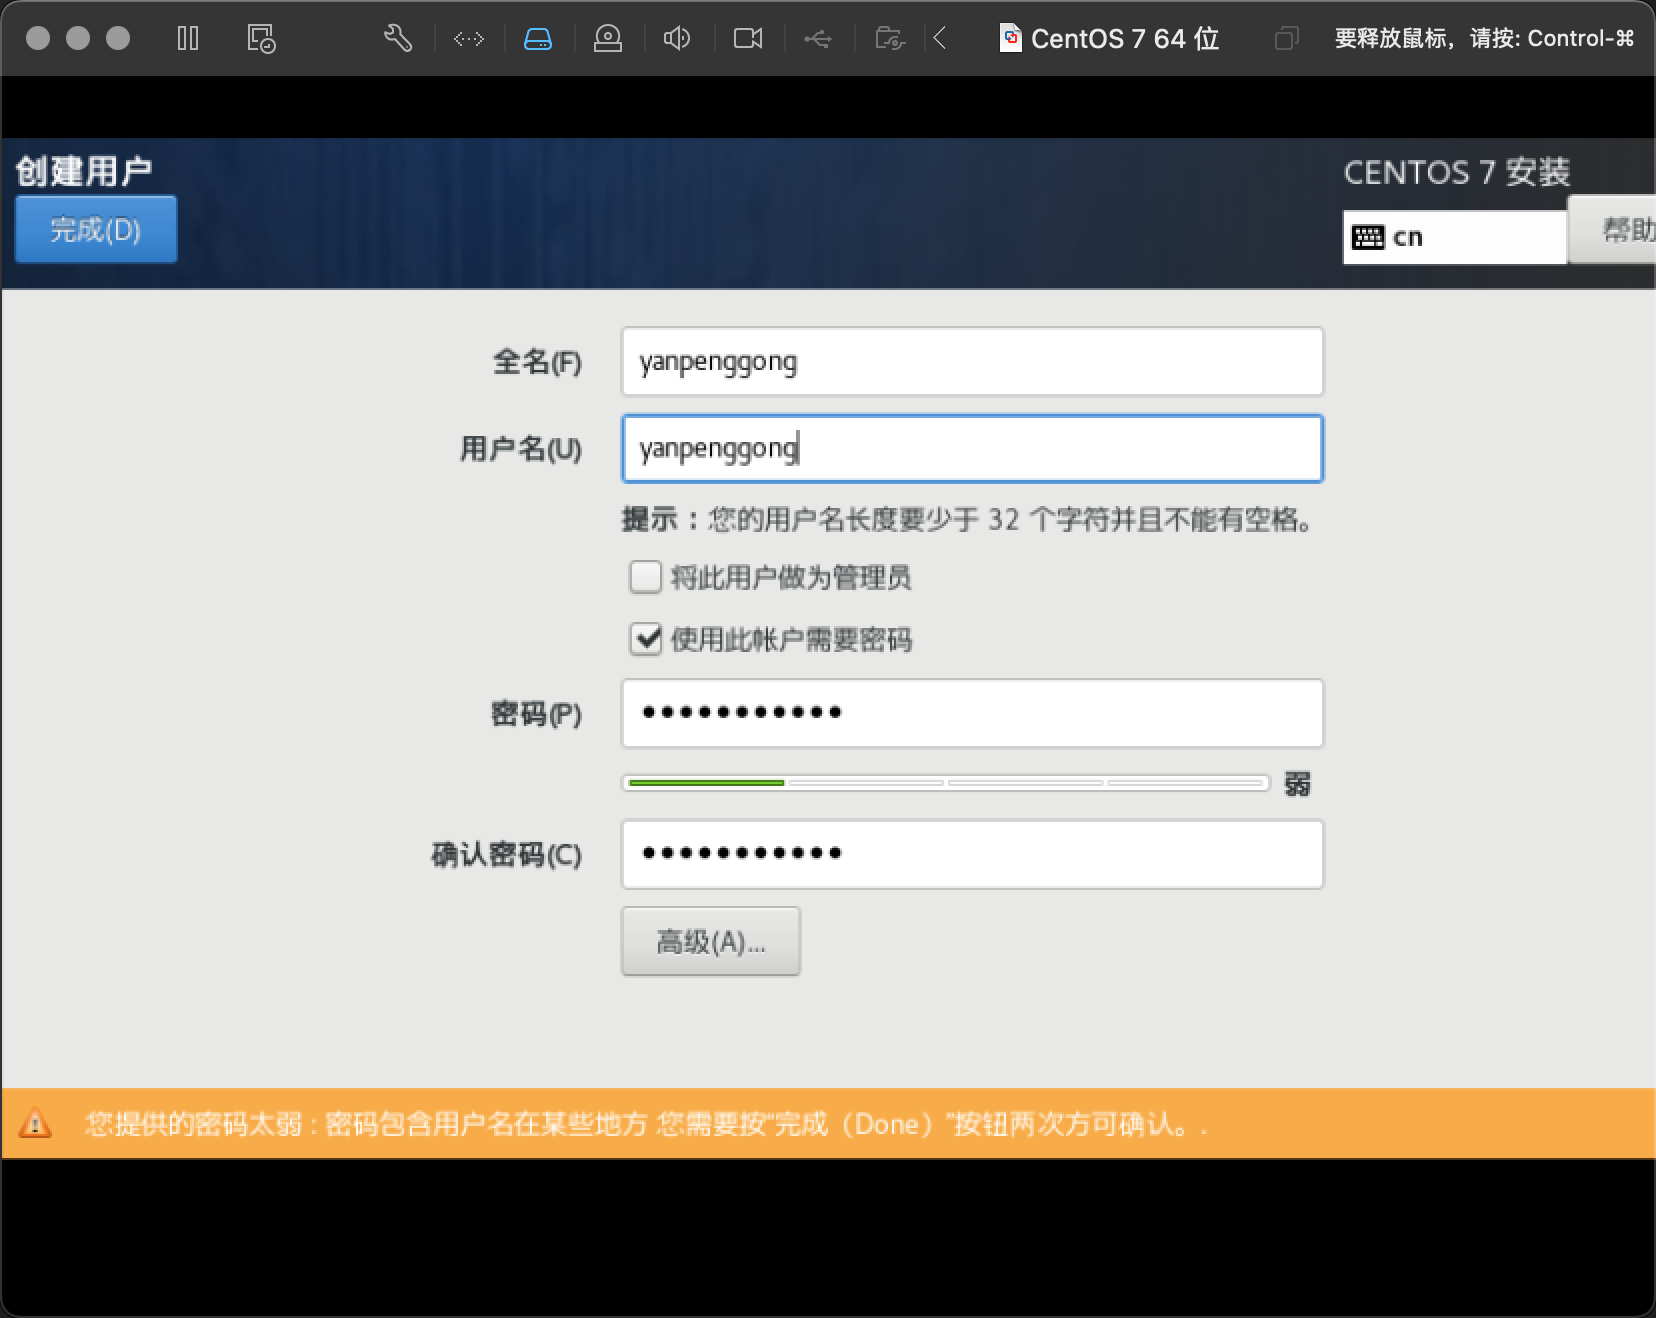 CentOS 7 64 位
要释放鼠标，请按: Control-⌘
创建用户
CENTOS 7 安装
完成(D)
cn
帮助
全名(F)
yanpenggong
用户名(U)
yanpenggong
提示：您的用户名长度要少于 32 个字符并且不能有空格。
将此用户做为管理员
使用此帐户需要密码
密码(P)
●●●●●●●●●●●
弱
确认密码(C)
●●●●●●●●●●●
高级(A)...
您提供的密码太弱 : 密码包含用户名在某些地方 您需要按“完成（Done）”按钮两次方可确认。.